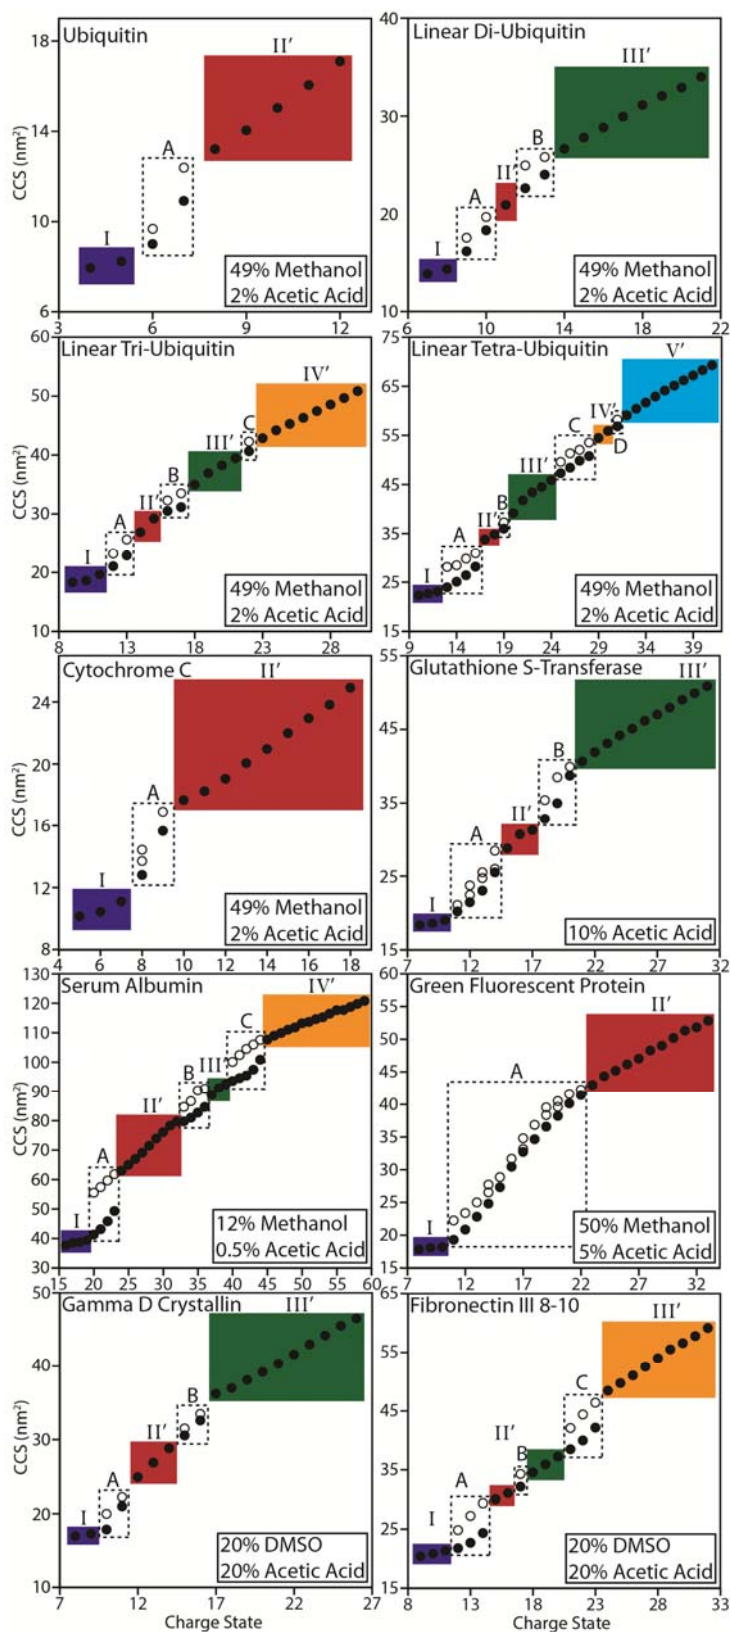 Ubiquitin
II′
I
A
18
14
10
6
CCS (nm²)
3
6
9
12
49% Methanol
2% Acetic Acid
Linear Di-Ubiquitin
III′
B
II′
A
I
40
30
20
10
6
10
14
18
22
49% Methanol
2% Acetic Acid
Linear Tri-Ubiquitin
IV′
C
III′
B
II′
A
I
60
50
40
30
20
10
CCS (nm²)
8
13
18
23
28
49% Methanol
2% Acetic Acid
Linear Tetra-Ubiquitin
V′
IV′
C
D
III′
B
II′
A
I
75
65
55
45
35
25
15
9
14
19
24
29
34
39
49% Methanol
2% Acetic Acid
Cytochrome C
II′
A
I
24
20
16
12
8
CCS (nm²)
4
6
8
10
12
14
16
18
49% Methanol
2% Acetic Acid
Glutathione S-Transferase
III′
B
II′
A
I
55
45
35
25
15
7
12
17
22
27
32
10% Acetic Acid
Serum Albumin
IV′
C
III′
B
II′
A
I
130
120
110
100
90
80
70
60
50
40
30
CCS (nm²)
15
20
25
30
35
40
45
50
55
60
12% Methanol
0.5% Acetic Acid
Green Fluorescent Protein
II′
A
I
60
50
40
30
20
10
8
12
16
20
24
28
32
50% Methanol
5% Acetic Acid
Gamma D Crystallin
III′
B
II′
A
I
50
40
30
20
10
CCS (nm²)
7
12
17
22
27
Charge State
20% DMSO
20% Acetic Acid
Fibronectin III 8-10
III′
C
II′
B
A
I
65
55
45
35
25
15
8
13
18
23
28
33
Charge State
20% DMSO
20% Acetic Acid